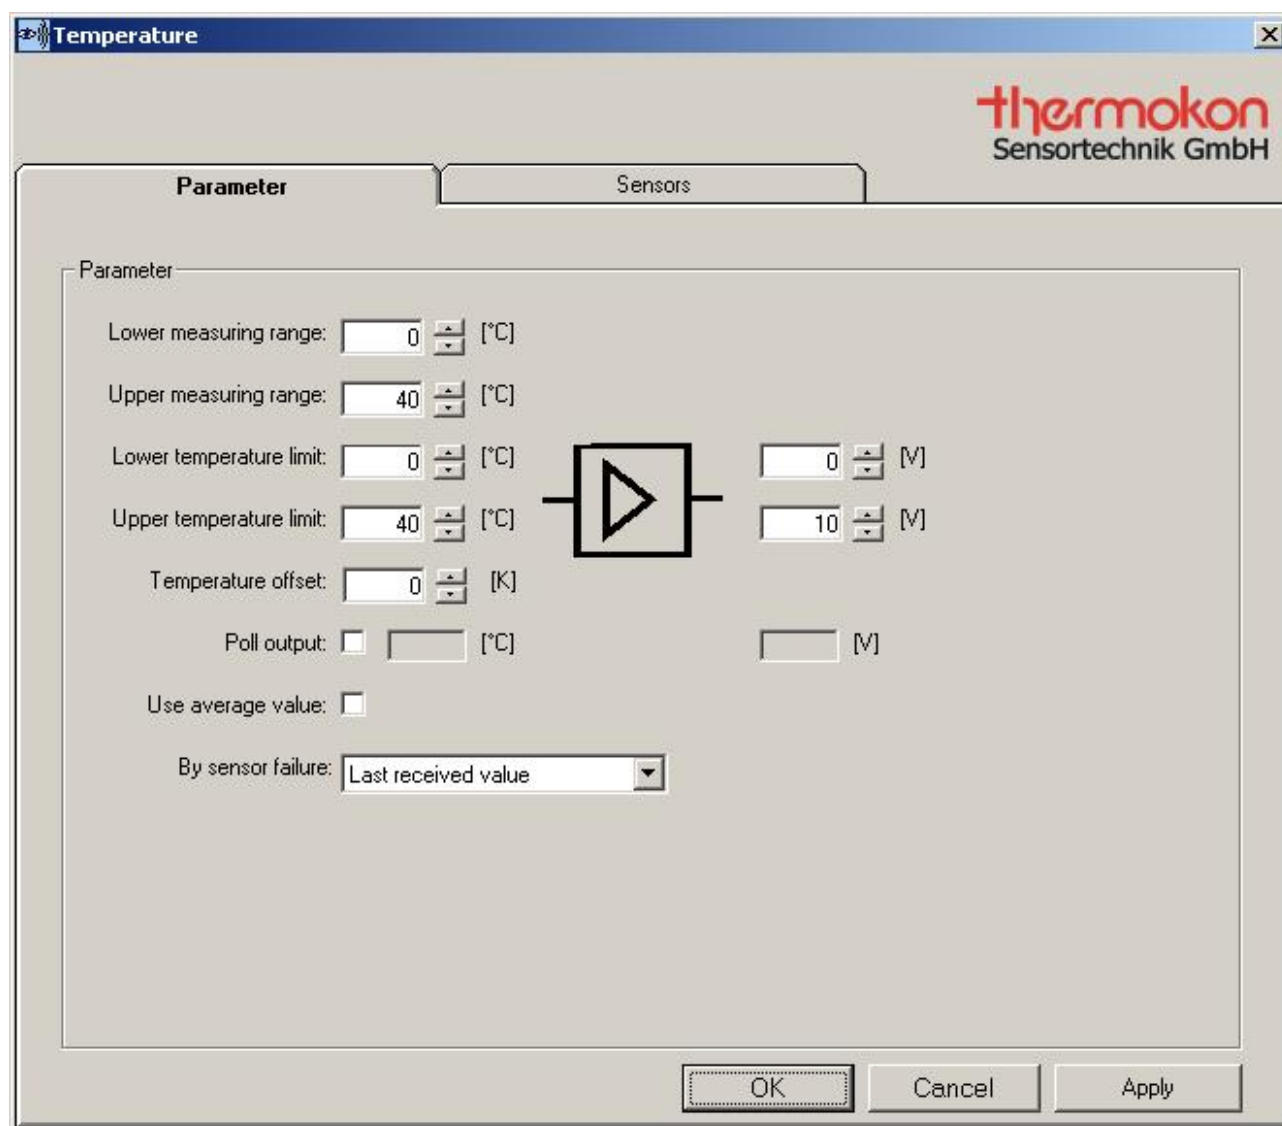 Temperature
thermokon
Sensortechnik GmbH
Parameter
Sensors
Parameter
Lower measuring range: 0 [°C]
Upper measuring range: 40 [°C]
Lower temperature limit: 0 [°C] 0 [V]
Upper temperature limit: 40 [°C] 10 [V]
Temperature offset: 0 [K]
Poll output: [°C] [V]
Use average value:
By sensor failure: Last received value
OK Cancel Apply